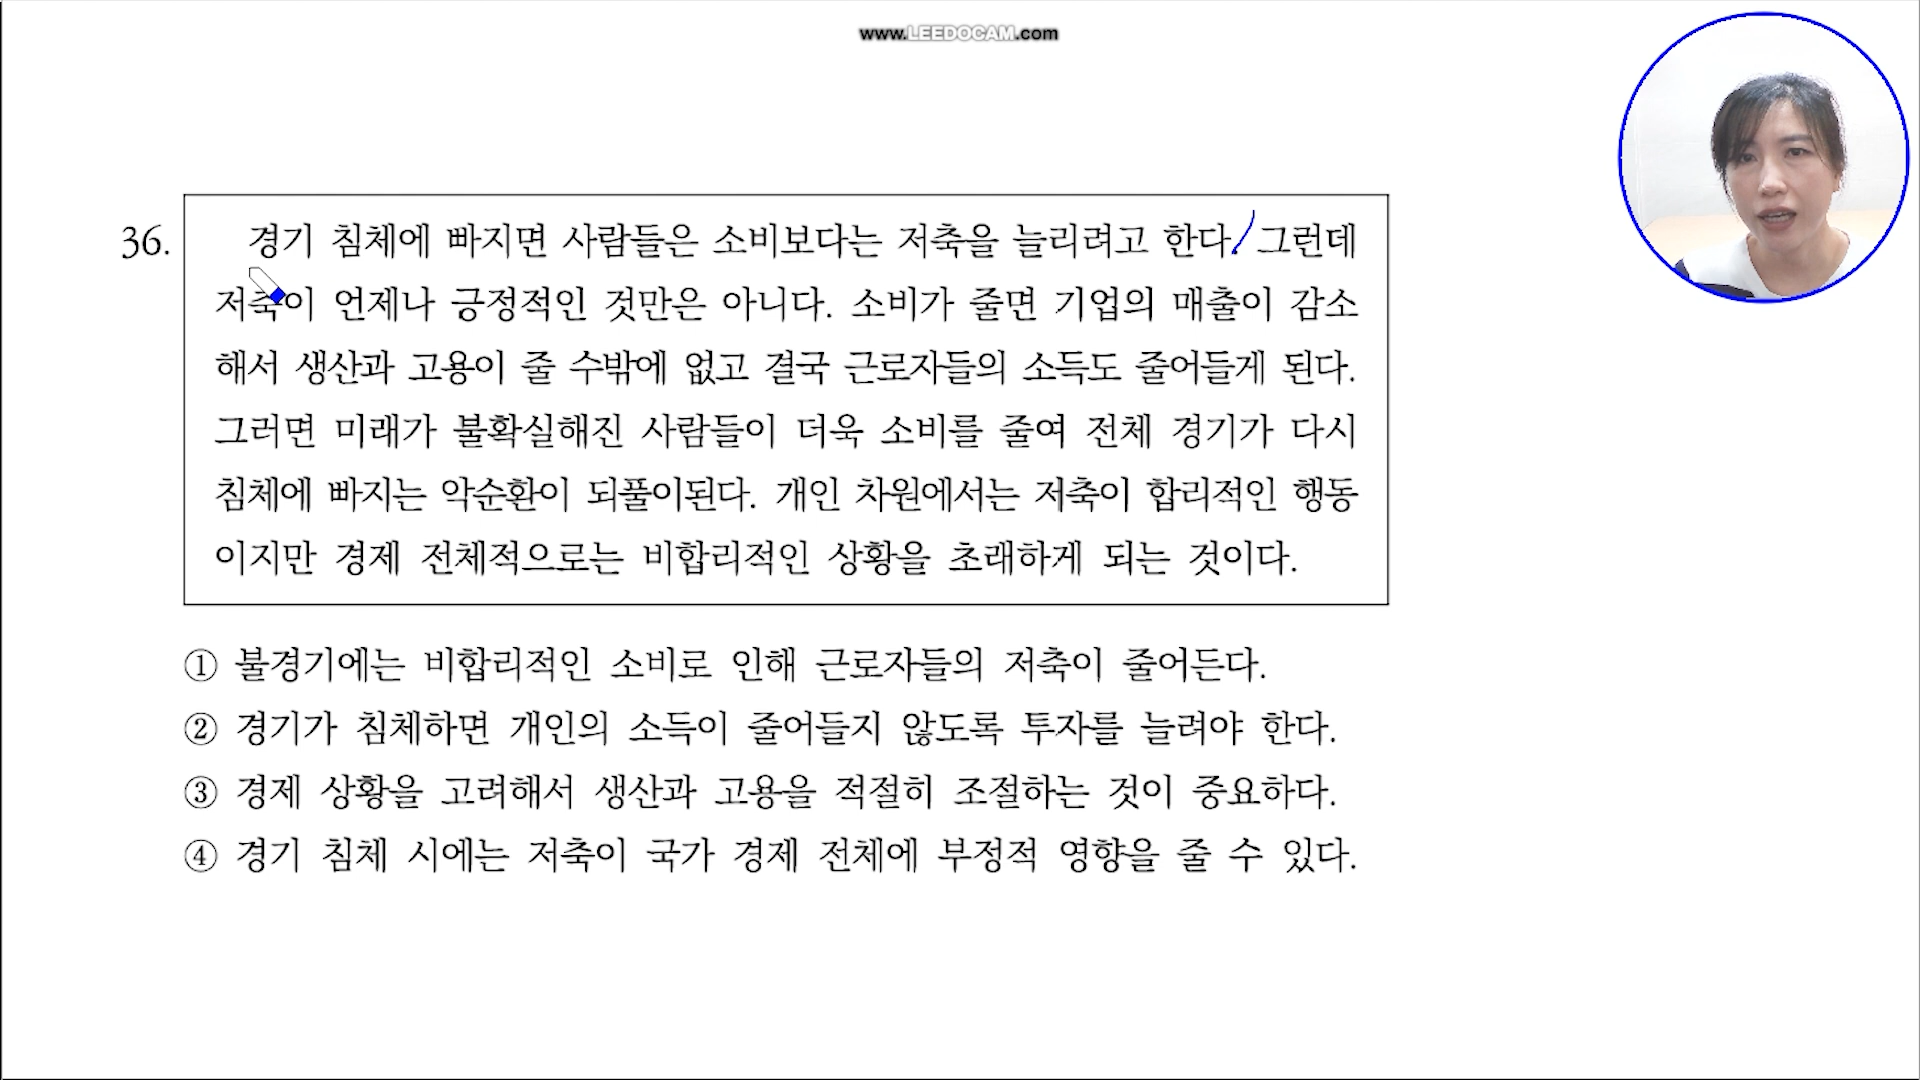 www.LEEDOCAM.com
36. 경기 침체에 빠지면 사람들은 소비보다는 저축을 늘리려고 한다. 그런데
저축이 언제나 긍정적인 것만은 아니다. 소비가 줄면 기업의 매출이 감소
해서 생산과 고용이 줄 수밖에 없고 결국 근로자들의 소득도 줄어들게 된다.
그러면 미래가 불확실해진 사람들이 더욱 소비를 줄여 전체 경기가 다시
침체에 빠지는 악순환이 되풀이된다. 개인 차원에서는 저축이 합리적인 행동
이지만 경제 전체적으로는 비합리적인 상황을 초래하게 되는 것이다.
① 불경기에는 비합리적인 소비로 인해 근로자들의 저축이 줄어든다.
② 경기가 침체하면 개인의 소득이 줄어들지 않도록 투자를 늘려야 한다.
③ 경제 상황을 고려해서 생산과 고용을 적절히 조절하는 것이 중요하다.
④ 경기 침체 시에는 저축이 국가 경제 전체에 부정적 영향을 줄 수 있다.